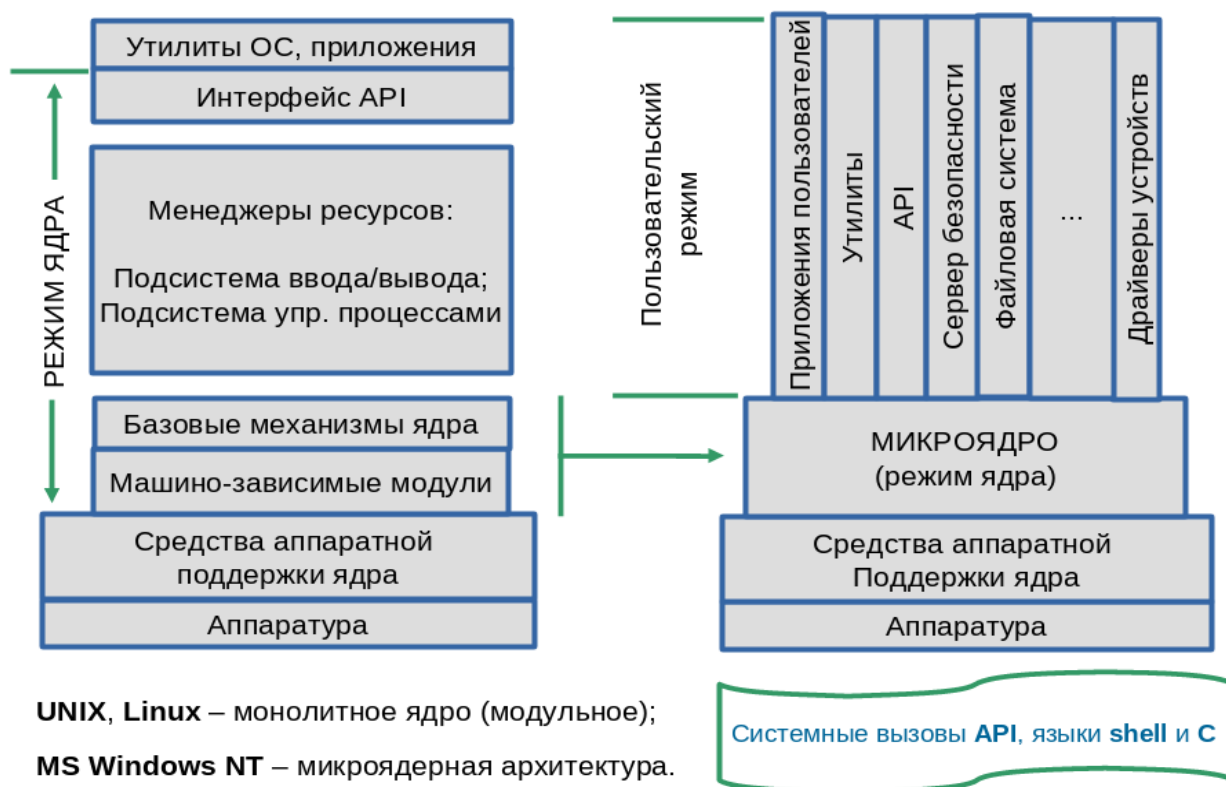 Утилиты ОС, приложения
Интерфейс API
РЕЖИМ ЯДРА
Менеджеры ресурсов:
Подсистема ввода/вывода;
Подсистема упр. процессами
Базовые механизмы ядра
Машино-зависимые модули
Средства аппаратной
поддержки ядра
Аппаратура
Пользовательский
режим
Приложения пользователей
Утилиты
API
Сервер безопасности
Файловая система
...
Драйверы устройств
МИКРОЯДРО
(режим ядра)
Средства аппаратной
Поддержки ядра
Аппаратура
UNIX, Linux – монолитное ядро (модульное);
MS Windows NT – микроядерная архитектура.
Системные вызовы API, языки shell и C